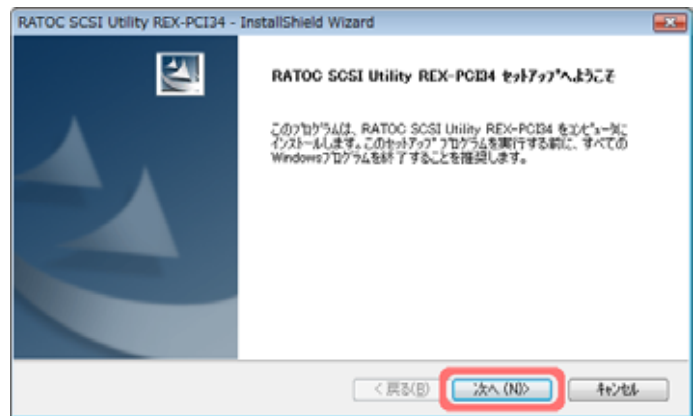 RATOC SCSI Utility REX-PCI34 - InstallShield Wizard
RATOC SCSI Utility REX-PCI34 セットアップへようこそ
このプログラムは、RATOC SCSI Utility REX-PCI34 をコンピュータに
インストールします。このセットアップ プログラムを実行する前に、すべての
Windowsプログラムを終了することを推奨します。
< 戻る(B)
次へ (N)>
キャンセル